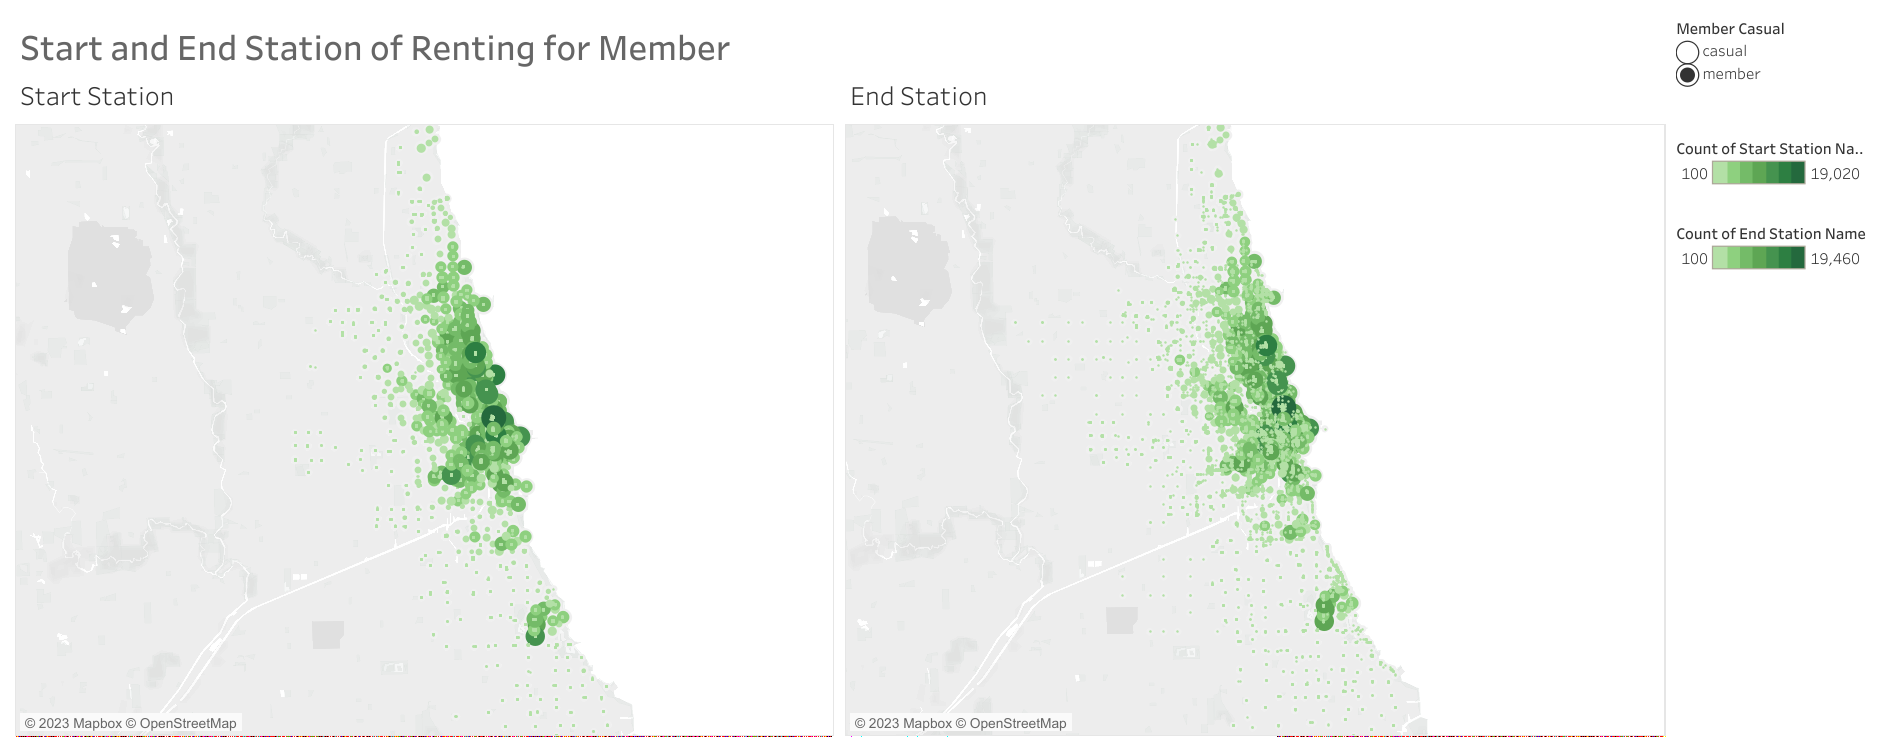 Start and End Station of Renting for Member
Start Station
End Station
© 2023 Mapbox © OpenStreetMap
© 2023 Mapbox © OpenStreetMap
Member Casual
casual
member
Count of Start Station Na..
100 19,020
Count of End Station Name
100 19,460